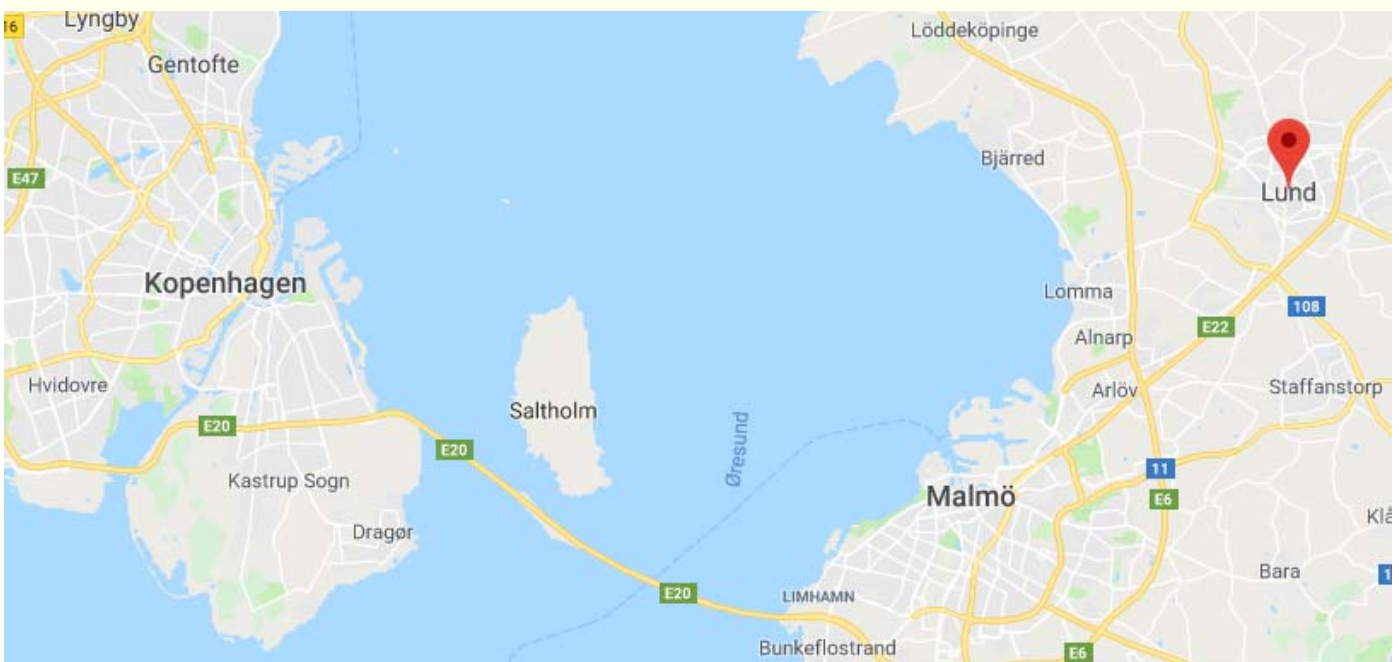 Lyngby
16
Gentofte
Löddeköpinge
Bjärred
E47
Lund
Kopenhagen
Lomma
108
E22
Alnarp
Hvidovre
Arlöv
Staffanstorp
Saltholm
E20
E20
Øresund
11
Kastrup Sogn
Malmö
E6
Dragør
Bara
E20
LIMHAMN
Bunkeflostrand
E6